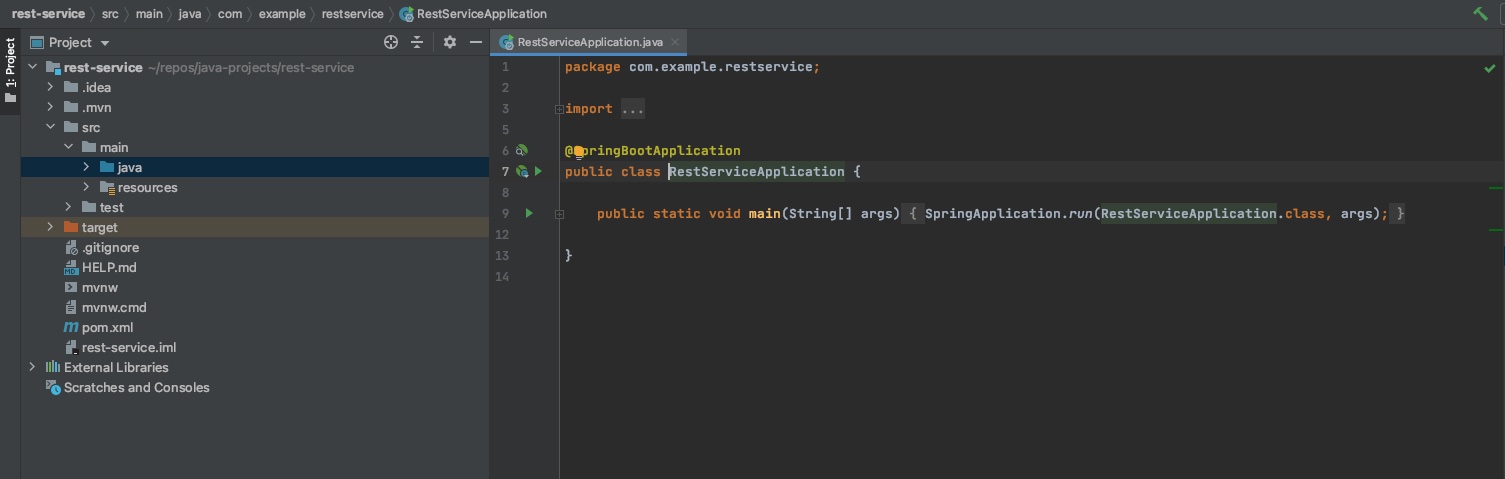 rest-service src main java com example restservice RestServiceApplication
1: Project
Project
rest-service ~/repos/java-projects/rest-service
.idea
.mvn
src
main
java
resources
test
target
.gitignore
HELP.md
mvnw
mvnw.cmd
pom.xml
rest-service.iml
External Libraries
Scratches and Consoles
RestServiceApplication.java
1 package com.example.restservice;
2
3 import ...
5
6 @SpringBootApplication
7 public class RestServiceApplication {
8
9 public static void main(String[] args) { SpringApplication.run(RestServiceApplication.class, args); }
12
13 }
14